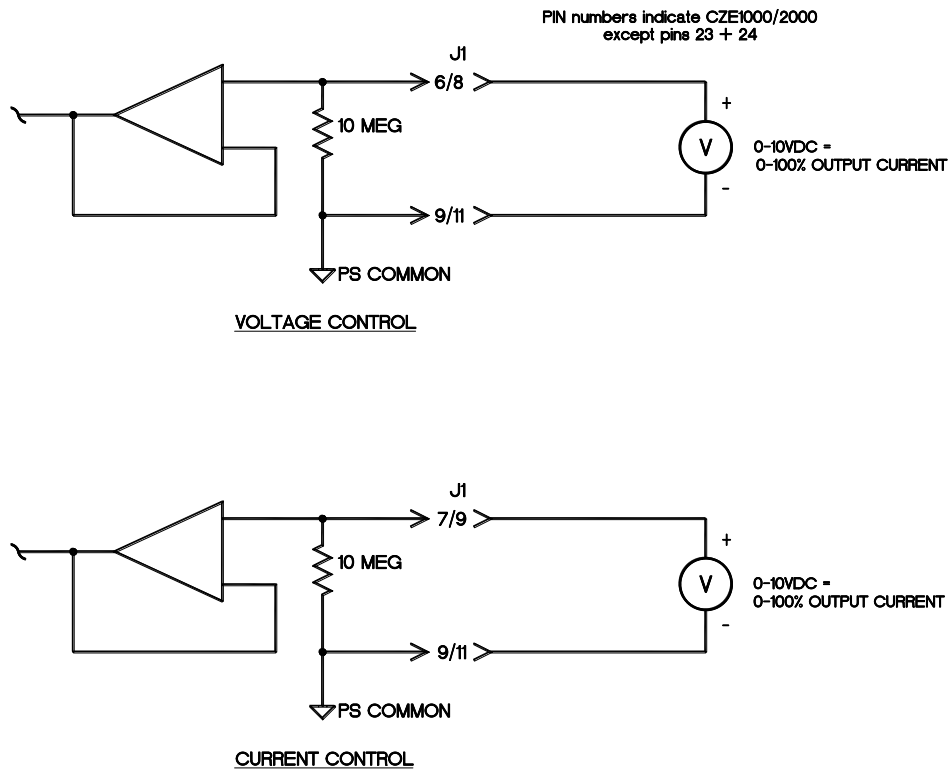 PIN numbers indicate CZE1000/2000
except pins 23 + 24
J1
6/8
10 MEG
+
V
0-10VDC =
0-100% OUTPUT CURRENT
-
9/11
PS COMMON
VOLTAGE CONTROL
J1
7/9
10 MEG
+
V
0-10VDC =
0-100% OUTPUT CURRENT
-
9/11
PS COMMON
CURRENT CONTROL